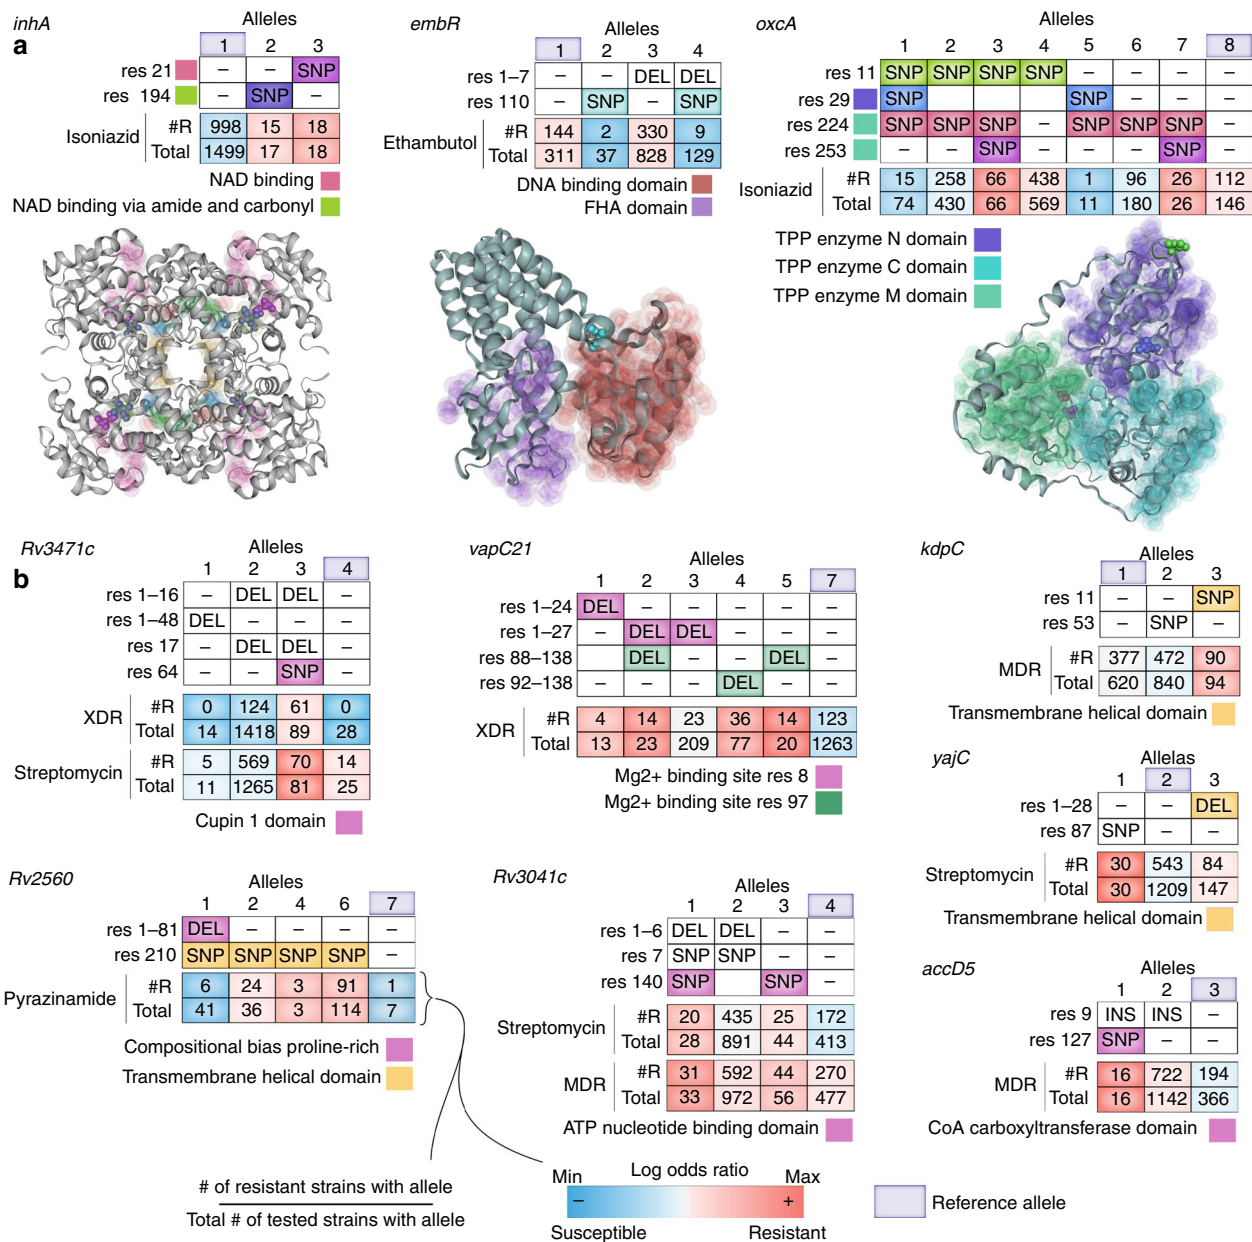 inhA
a
Alleles
1 2 3
res 21 – – SNP
res 194 – SNP –
Isoniazid
#R 998 15 18
Total 1499 17 18
NAD binding
NAD binding via amide and carbonyl
embR
Alleles
1 2 3 4
res 1–7 – – DEL DEL
res 110 – SNP – SNP
Ethambutol
#R 144 2 330 9
Total 311 37 828 129
DNA binding domain
FHA domain
oxcA
Alleles
1 2 3 4 5 6 7 8
res 11 SNP SNP SNP SNP – – – –
res 29 SNP SNP – – –
res 224 SNP SNP SNP – SNP SNP SNP –
res 253 – – SNP – – – SNP –
Isoniazid
#R 15 258 66 438 1 96 26 112
Total 74 430 66 569 11 180 26 146
TPP enzyme N domain
TPP enzyme C domain
TPP enzyme M domain
Rv3471c
b
Alleles
1 2 3 4
res 1–16 – DEL DEL –
res 1–48 DEL – – –
res 17 – DEL DEL –
res 64 – SNP –
XDR
#R 0 124 61 0
Total 14 1418 89 28
Streptomycin
#R 5 569 70 14
Total 11 1265 81 25
Cupin 1 domain
vapC21
Alleles
1 2 3 4 5 7
res 1–24 DEL – – – – –
res 1–27 – DEL DEL – – –
res 88–138 DEL – – DEL –
res 92–138 – – – DEL – –
XDR
#R 4 14 23 36 14 123
Total 13 23 209 77 20 1263
Mg2+ binding site res 8
Mg2+ binding site res 97
kdpC
Alleles
1 2 3
res 11 – – SNP
res 53 – SNP –
MDR
#R 377 472 90
Total 620 840 94
Transmembrane helical domain
yajC
Allelas
1 2 3
res 1–28 – – DEL
res 87 SNP – –
Streptomycin
#R 30 543 84
Total 30 1209 147
Transmembrane helical domain
Rv2560
Alleles
1 2 4 6 7
res 1–81 DEL – – – –
res 210 SNP SNP SNP SNP –
Pyrazinamide
#R 6 24 3 91 1
Total 41 36 3 114 7
Compositional bias proline-rich
Transmembrane helical domain
Rv3041c
Alleles
1 2 3 4
res 1–6 DEL DEL – –
res 7 SNP SNP – –
res 140 SNP SNP –
Streptomycin
#R 20 435 25 172
Total 28 891 44 413
MDR
#R 31 592 44 270
Total 33 972 56 477
ATP nucleotide binding domain
accD5
Alleles
1 2 3
res 9 INS INS –
res 127 SNP – –
MDR
#R 16 722 194
Total 16 1142 366
CoA carboxyltransferase domain
# of resistant strains with allele
Total # of tested strains with allele
Min Log odds ratio Max
– +
Susceptible Resistant
Reference allele